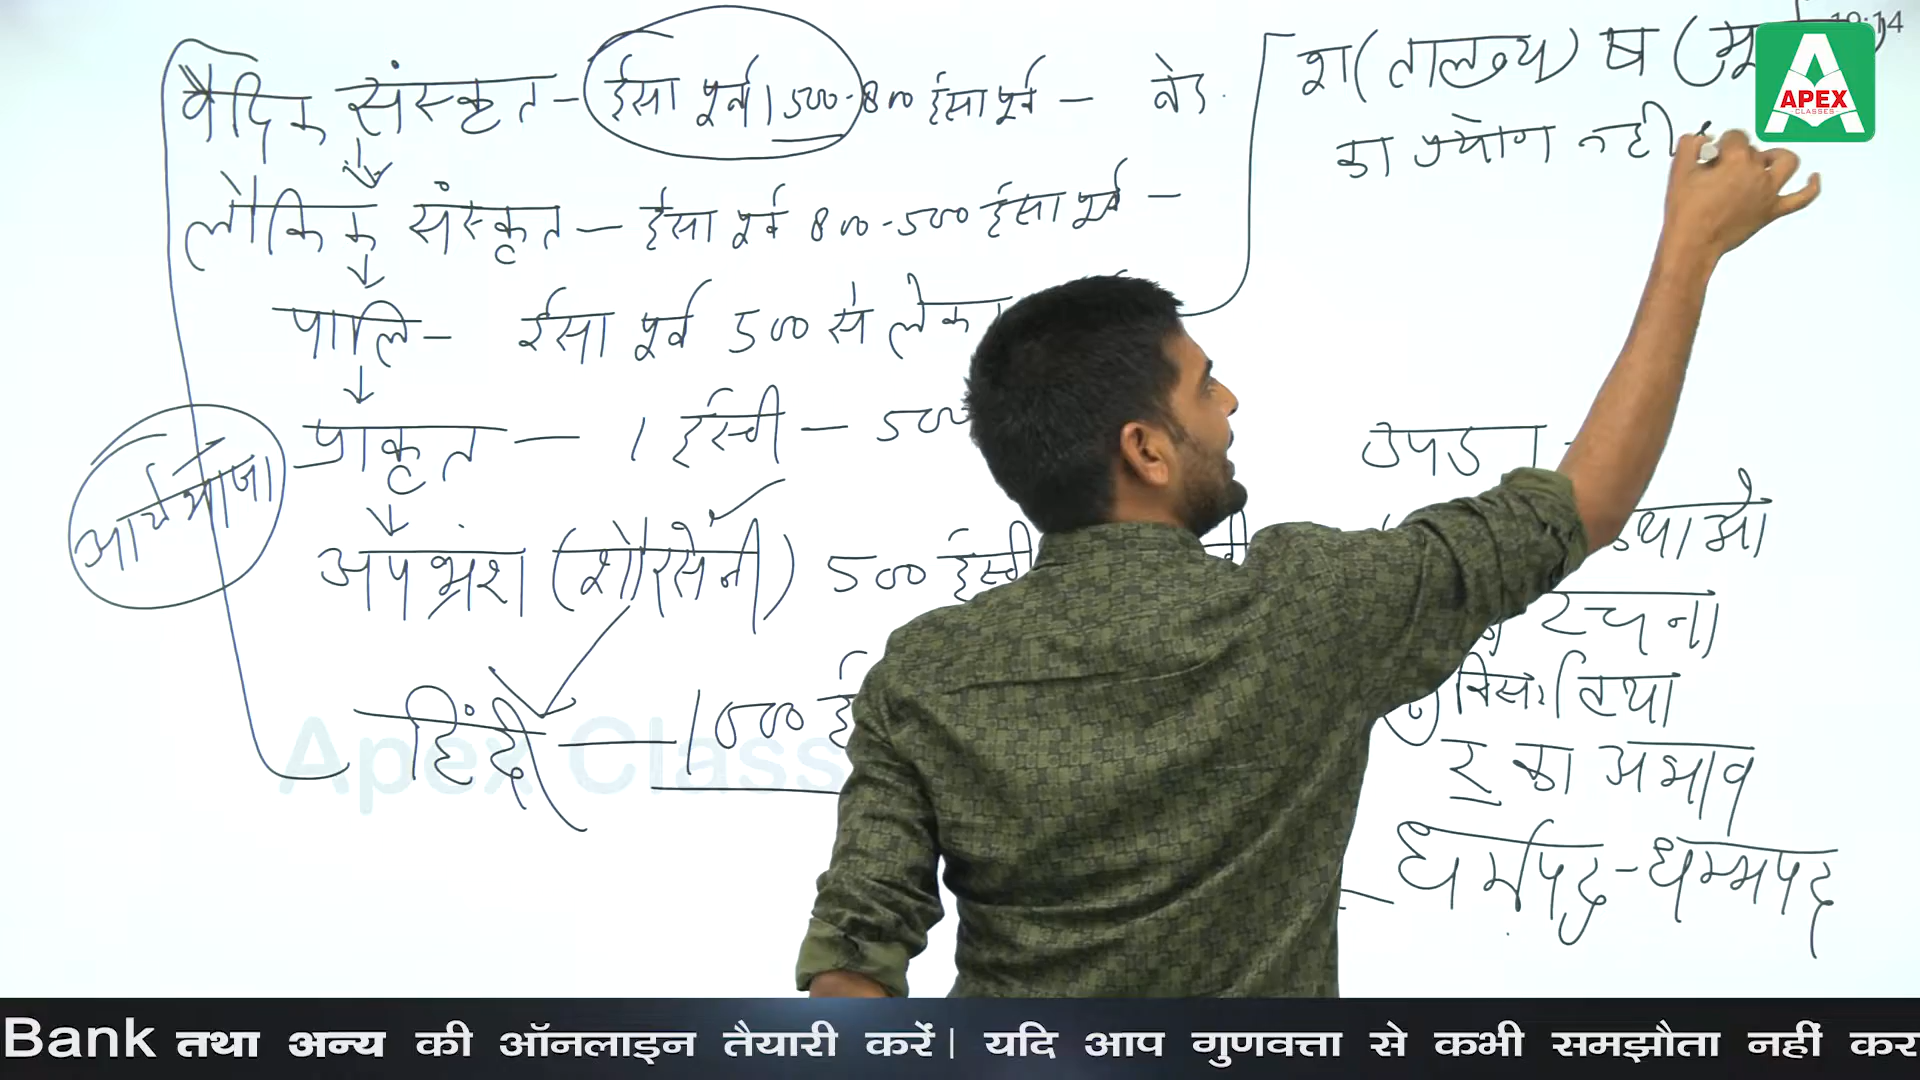 वैदिक संस्कृत - ईसा पूर्व 1500-800 ईसा पूर्व -
लौकिक संस्कृत - ईसा पूर्व 800-500 ईसा पूर्व -
पालि - ईसा पूर्व 500 से लेकर
प्राकृत - 1 ईस्वी - 500
अपभ्रंश (शौरसेनी) 500 ईस्वी
हिंदी - 1000
आर्यभाषा
श (तालव्य) ष
का प्रयोग नहीं
रचना
विसर्ग तथा
र् का अभाव
धर्मपद - धम्मपद
10:14
APEX
CLASSES
Apex Class
Bank तथा अन्य की ऑनलाइन तैयारी करें| यदि आप गुणवत्ता से कभी समझौता नहीं कर